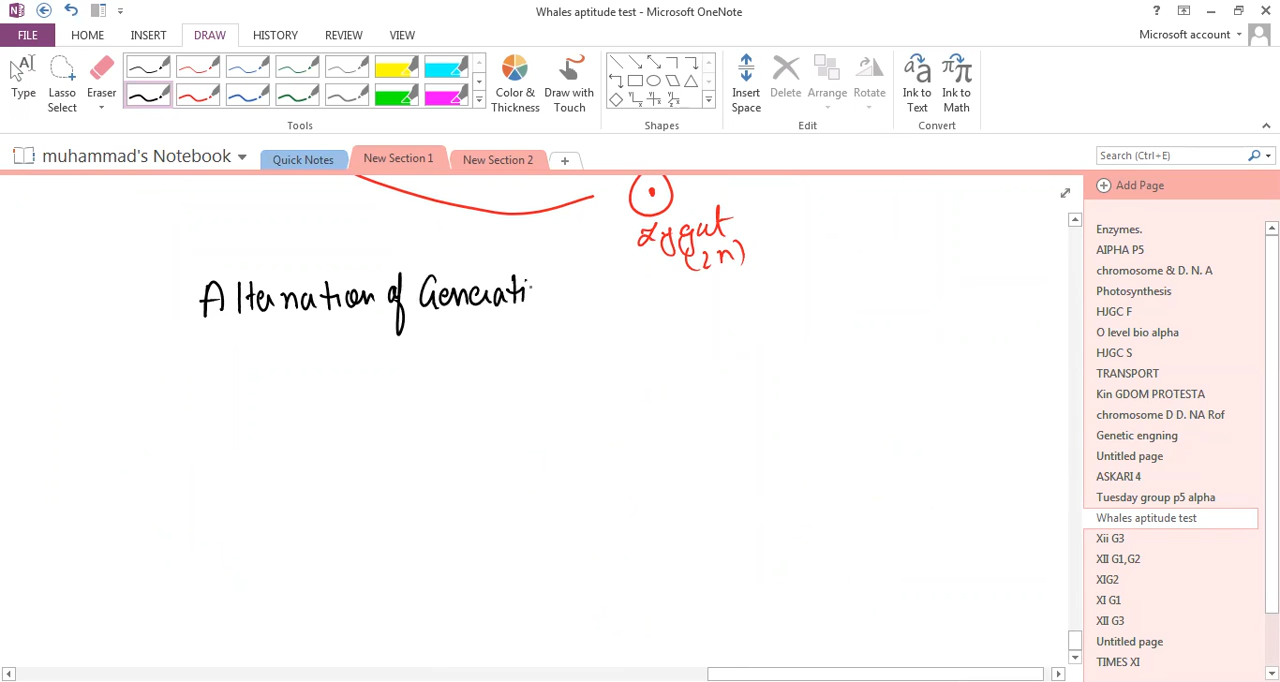 Whales aptitude test - Microsoft OneNote
FILE HOME INSERT DRAW HISTORY REVIEW VIEW
Microsoft account
Type Lasso Select Eraser Color & Thickness Draw with Touch Insert Space Delete Arrange Rotate Ink to Text Ink to Math
Tools Shapes Edit Convert
muhammad's Notebook Quick Notes New Section 1 New Section 2
Search (Ctrl+E)
Add Page
Zygut
(2n)
Alternation of Generati
Enzymes.
AIPHA P5
chromosome & D. N. A
Photosynthesis
HJGC F
O level bio alpha
HJGC S
TRANSPORT
Kin GDOM PROTESTA
chromosome D D. NA Rof
Genetic engning
Untitled page
ASKARI 4
Tuesday group p5 alpha
Whales aptitude test
Xii G3
XII G1,G2
XIG2
XI G1
XII G3
Untitled page
TIMES XI